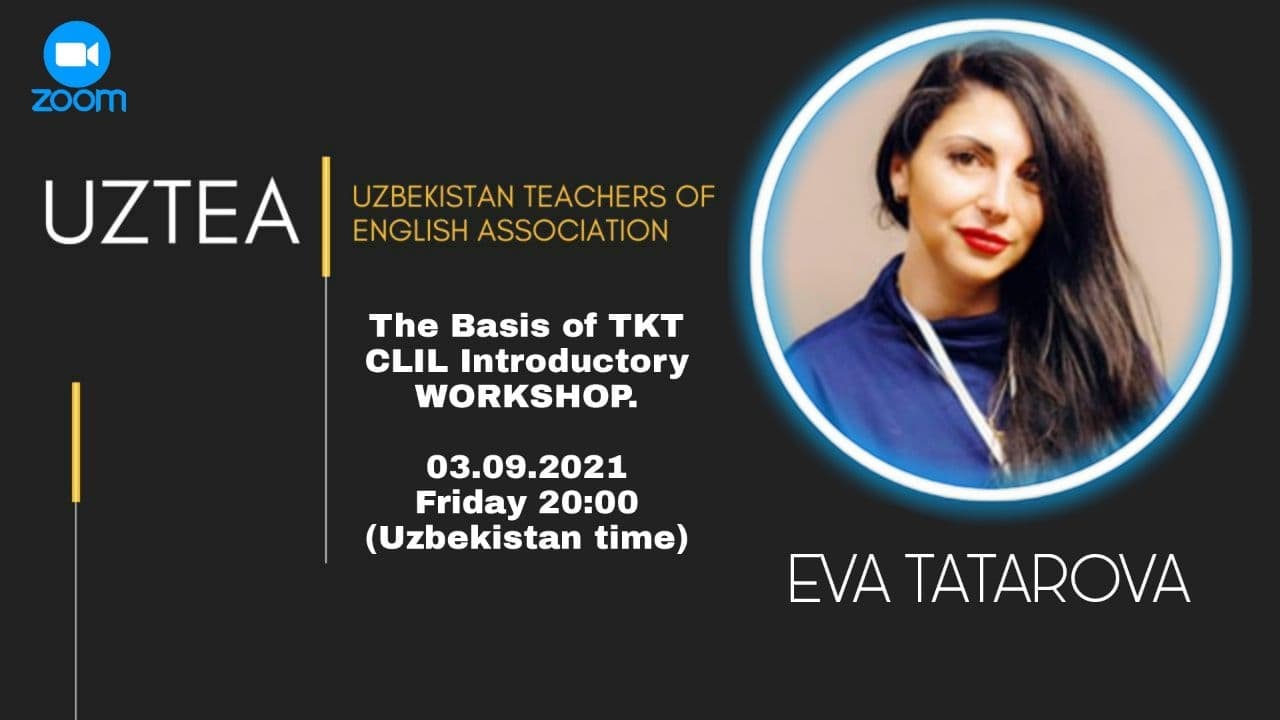 zoom
UZTEA
UZBEKISTAN TEACHERS OF
ENGLISH ASSOCIATION
The Basis of TKT
CLIL Introductory
WORKSHOP.
03.09.2021
Friday 20:00
(Uzbekistan time)
EVA TATAROVA